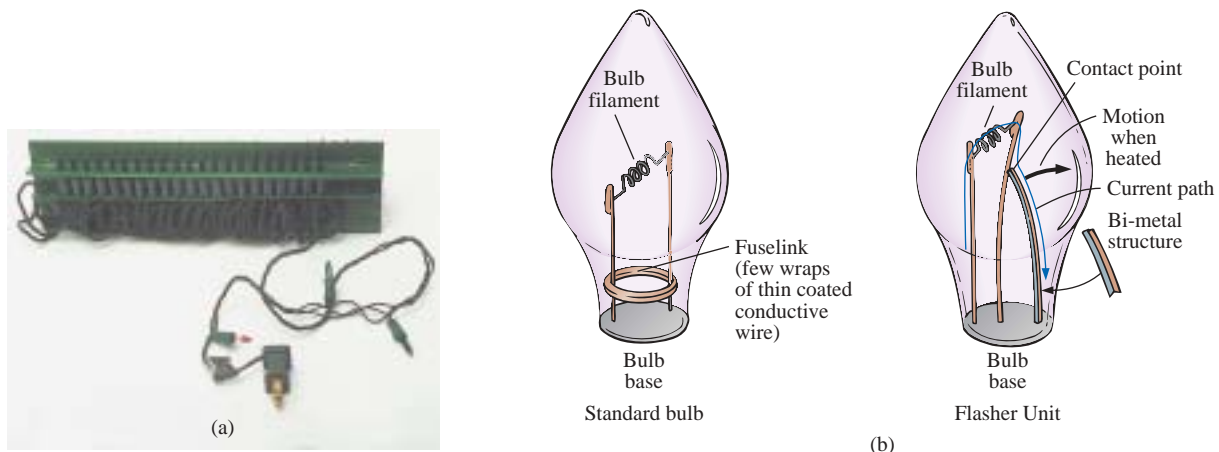 (a)
Bulb
filament
Fuselink
(few wraps
of thin coated
conductive
wire)
Bulb
base
Standard bulb
Bulb
filament
Contact point
Motion
when
heated
Current path
Bi-metal
structure
Bulb
base
Flasher Unit
(b)